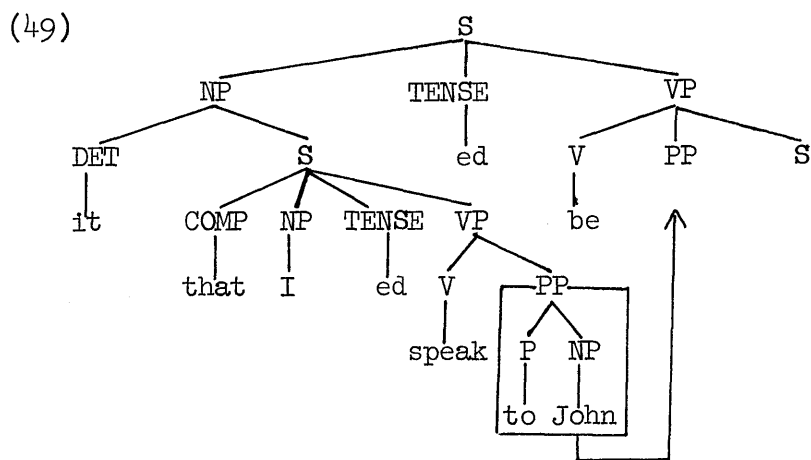 (49)
S
NP TENSE VP
DET S ed V PP S
it COMP NP TENSE VP be
that I ed V PP
speak P NP
to John